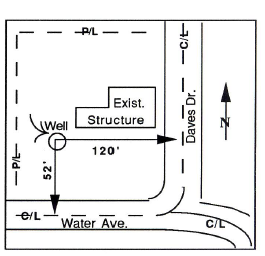 P/L
C/L
Well
Exist.
Structure
Daves Dr.
N
120'
P/L
52'
C/L
Water Ave.
C/L